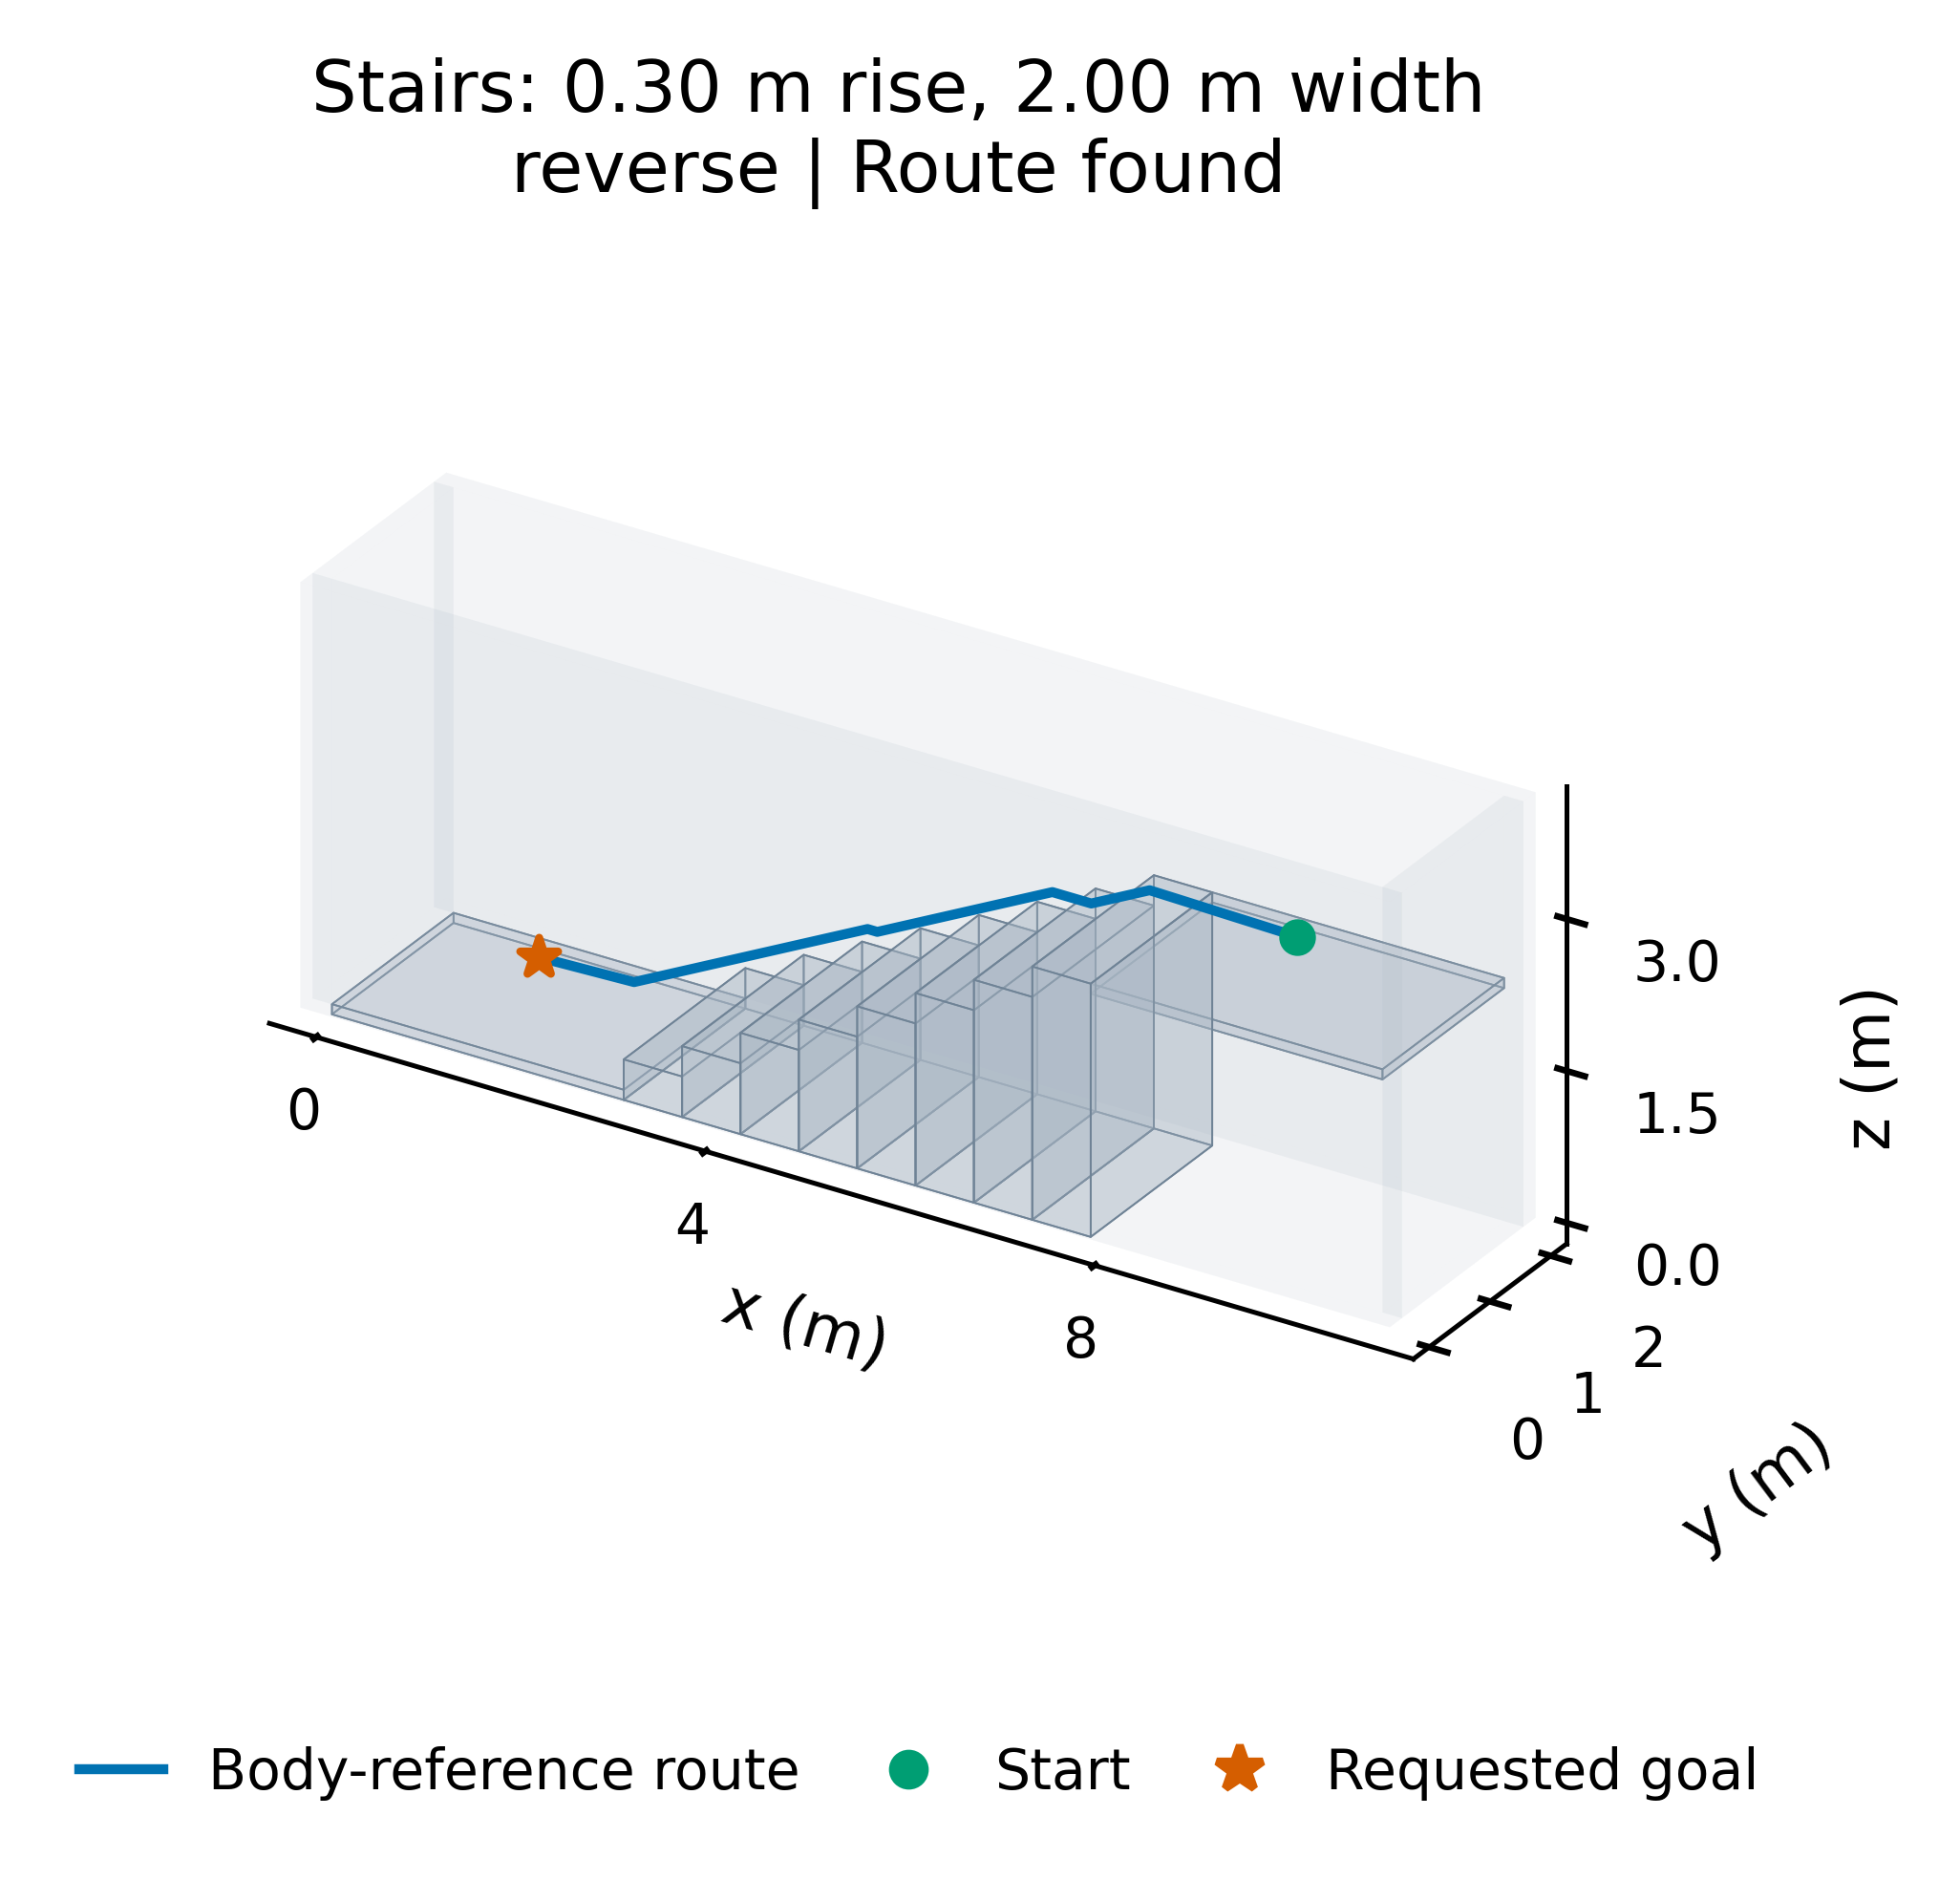 Stairs: 0.30 m rise, 2.00 m width
reverse | Route found
3.0
1.5
0.0
z (m)
0
4
8
x (m)
2
1
0
y (m)
Body-reference route
Start
Requested goal